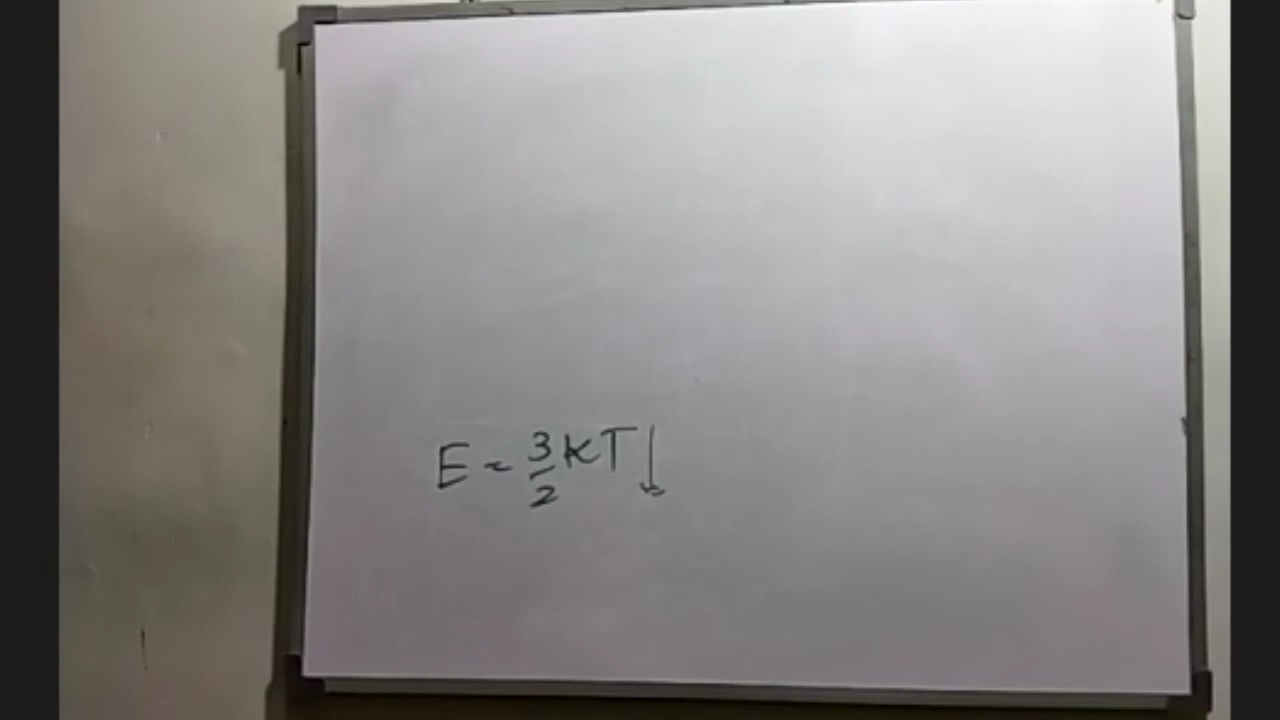 E = 3/2 KT↓